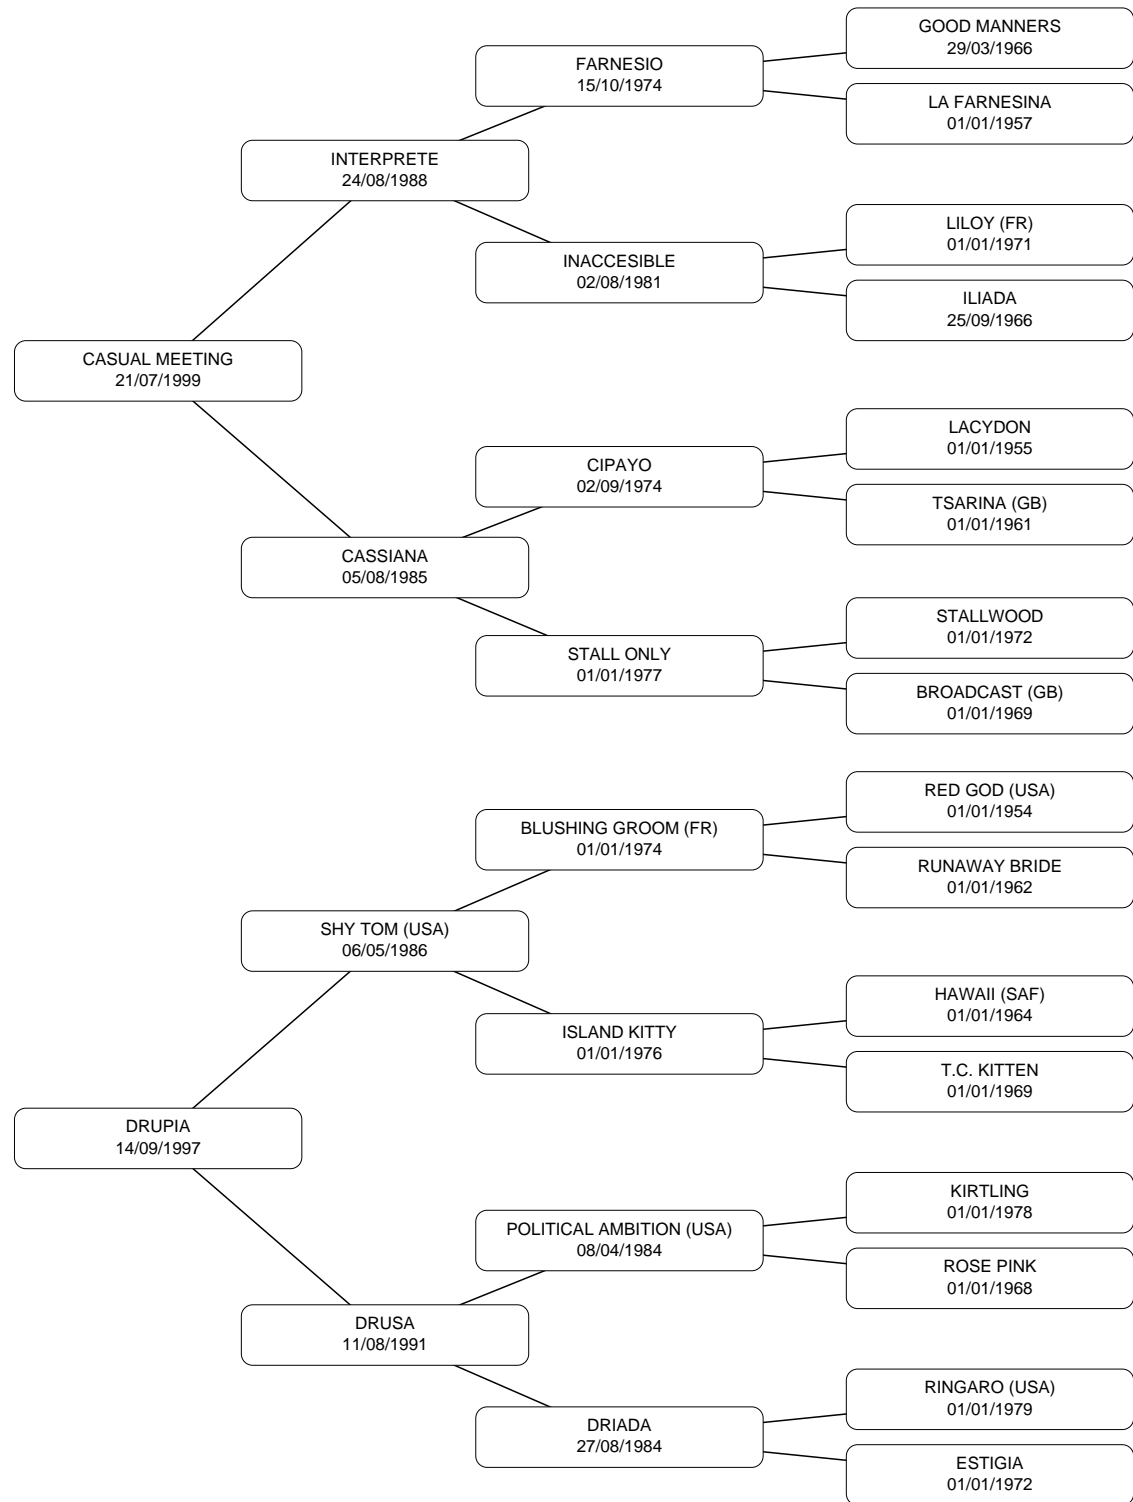 GOOD MANNERS
29/03/1966
FARNESIO
15/10/1974
LA FARNESINA
01/01/1957
INTERPRETE
24/08/1988
LILOY (FR)
01/01/1971
INACCESIBLE
02/08/1981
ILIADA
25/09/1966
CASUAL MEETING
21/07/1999
LACYDON
01/01/1955
CIPAYO
02/09/1974
TSARINA (GB)
01/01/1961
CASSIANA
05/08/1985
STALLWOOD
01/01/1972
STALL ONLY
01/01/1977
BROADCAST (GB)
01/01/1969
RED GOD (USA)
01/01/1954
BLUSHING GROOM (FR)
01/01/1974
RUNAWAY BRIDE
01/01/1962
SHY TOM (USA)
06/05/1986
HAWAII (SAF)
01/01/1964
ISLAND KITTY
01/01/1976
T.C. KITTEN
01/01/1969
DRUPIA
14/09/1997
KIRTLING
01/01/1978
POLITICAL AMBITION (USA)
08/04/1984
ROSE PINK
01/01/1968
DRUSA
11/08/1991
RINGARO (USA)
01/01/1979
DRIADA
27/08/1984
ESTIGIA
01/01/1972